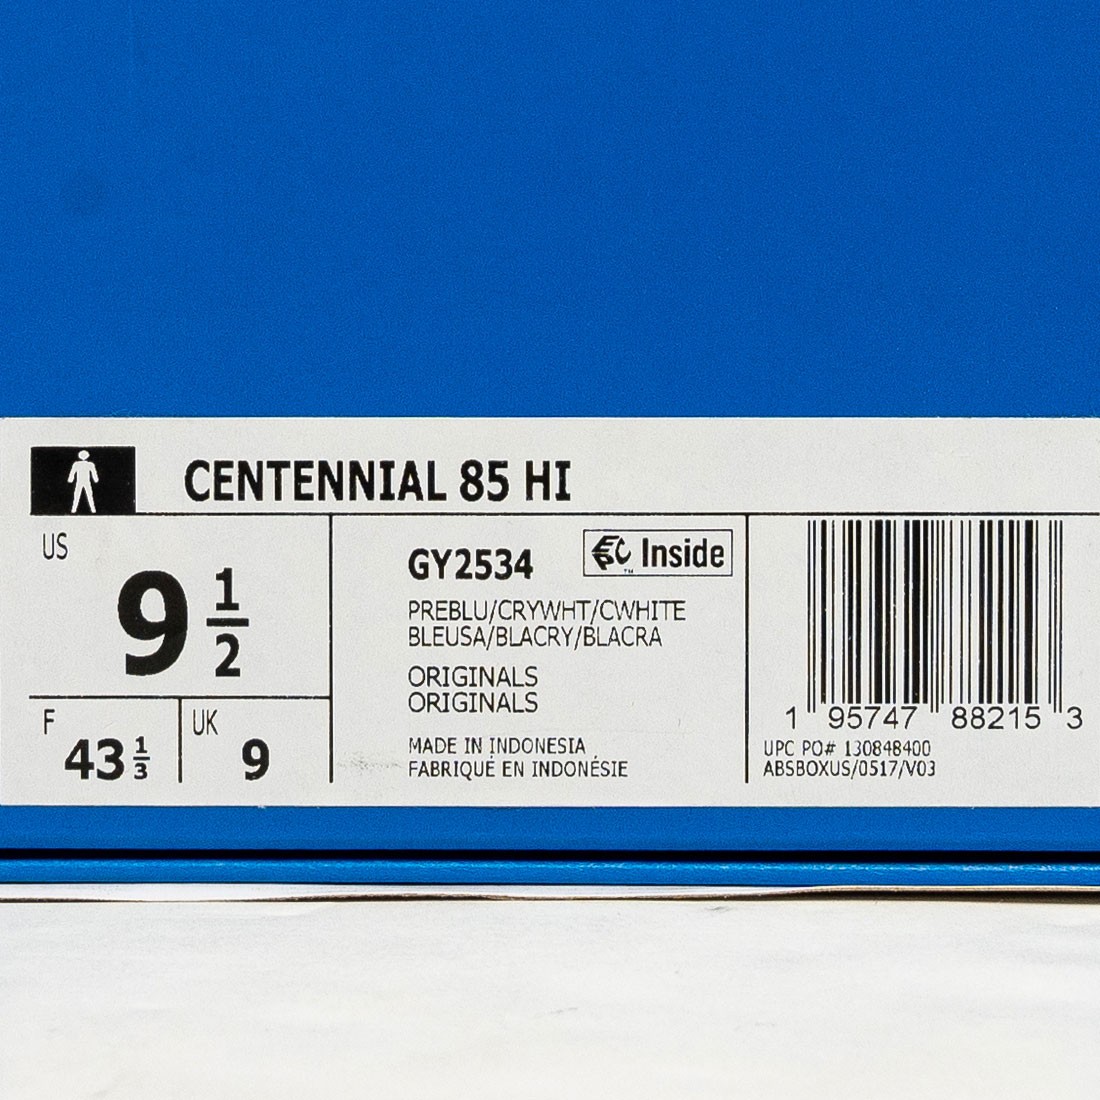 CENTENNIAL 85 HI
US
9 1/2
F
43 1/3
UK
9
GY2534
EPC Inside
™
PREBLU/CRYWHT/CWHITE
BLEUSA/BLACRY/BLACRA
ORIGINALS
ORIGINALS
MADE IN INDONESIA
FABRIQUÉ EN INDONÉSIE
1 95747 88215 3
UPC PO# 130848400
ABSBOXUS/0517/V03